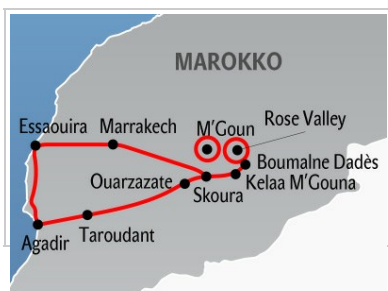 MAROKKO
Essaouira
Marrakech
M'Goun
Rose Valley
Boumalne Dadès
Ouarzazate
Skoura
Kelaa M'Gouna
Agadir
Taroudant